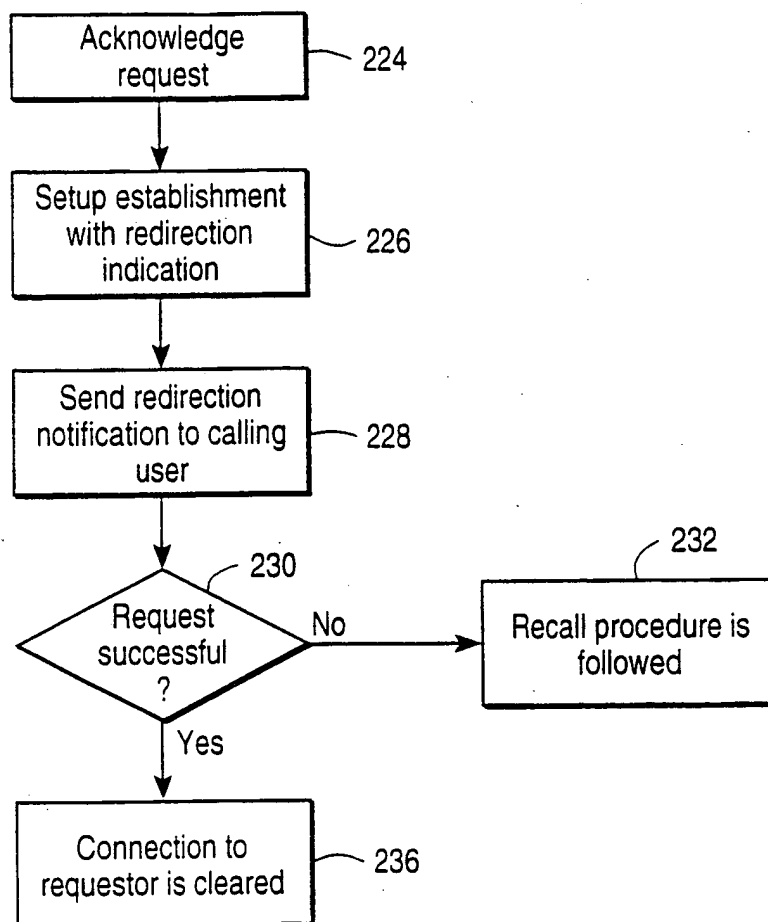 Acknowledge
request
224
Setup establishment
with redirection
indication
226
Send redirection
notification to calling
user
228
230
Request
successful
?
No
232
Recall procedure is
followed
Yes
Connection to
requestor is cleared
236